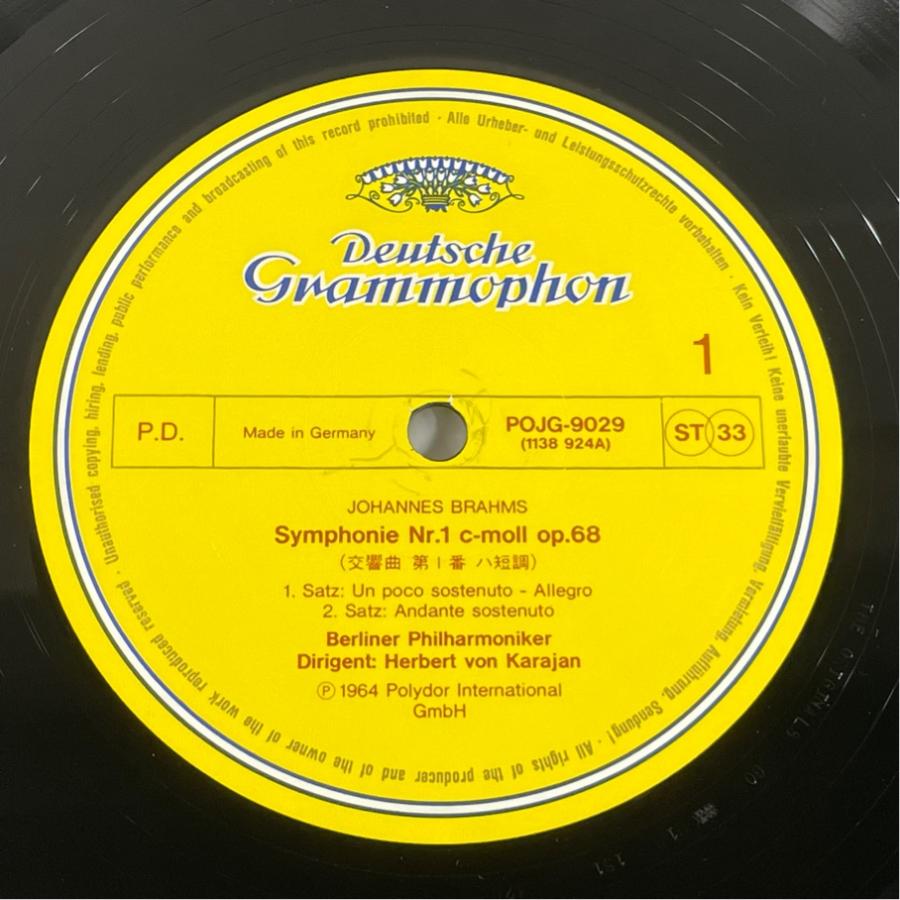 Unauthorised copying, hiring, lending, public performance and broadcasting of this record prohibited · Alle Urheber- und Leistungsschutzrechte vorbehalten · Kein Verleih! Keine unerlaubte Vervielfältigung, Vermietung, Aufführung, Sendung! · All rights of the producer and of the owner of the work reproduced reserved ·
Deutsche
Grammophon
1
P.D.
Made in Germany
POJG-9029
(1138 924A)
ST 33
JOHANNES BRAHMS
Symphonie Nr.1 c-moll op.68
(交響曲 第1番 ハ短調)
1. Satz: Un poco sostenuto - Allegro
2. Satz: Andante sostenuto
Berliner Philharmoniker
Dirigent: Herbert von Karajan
℗ 1964 Polydor International
GmbH